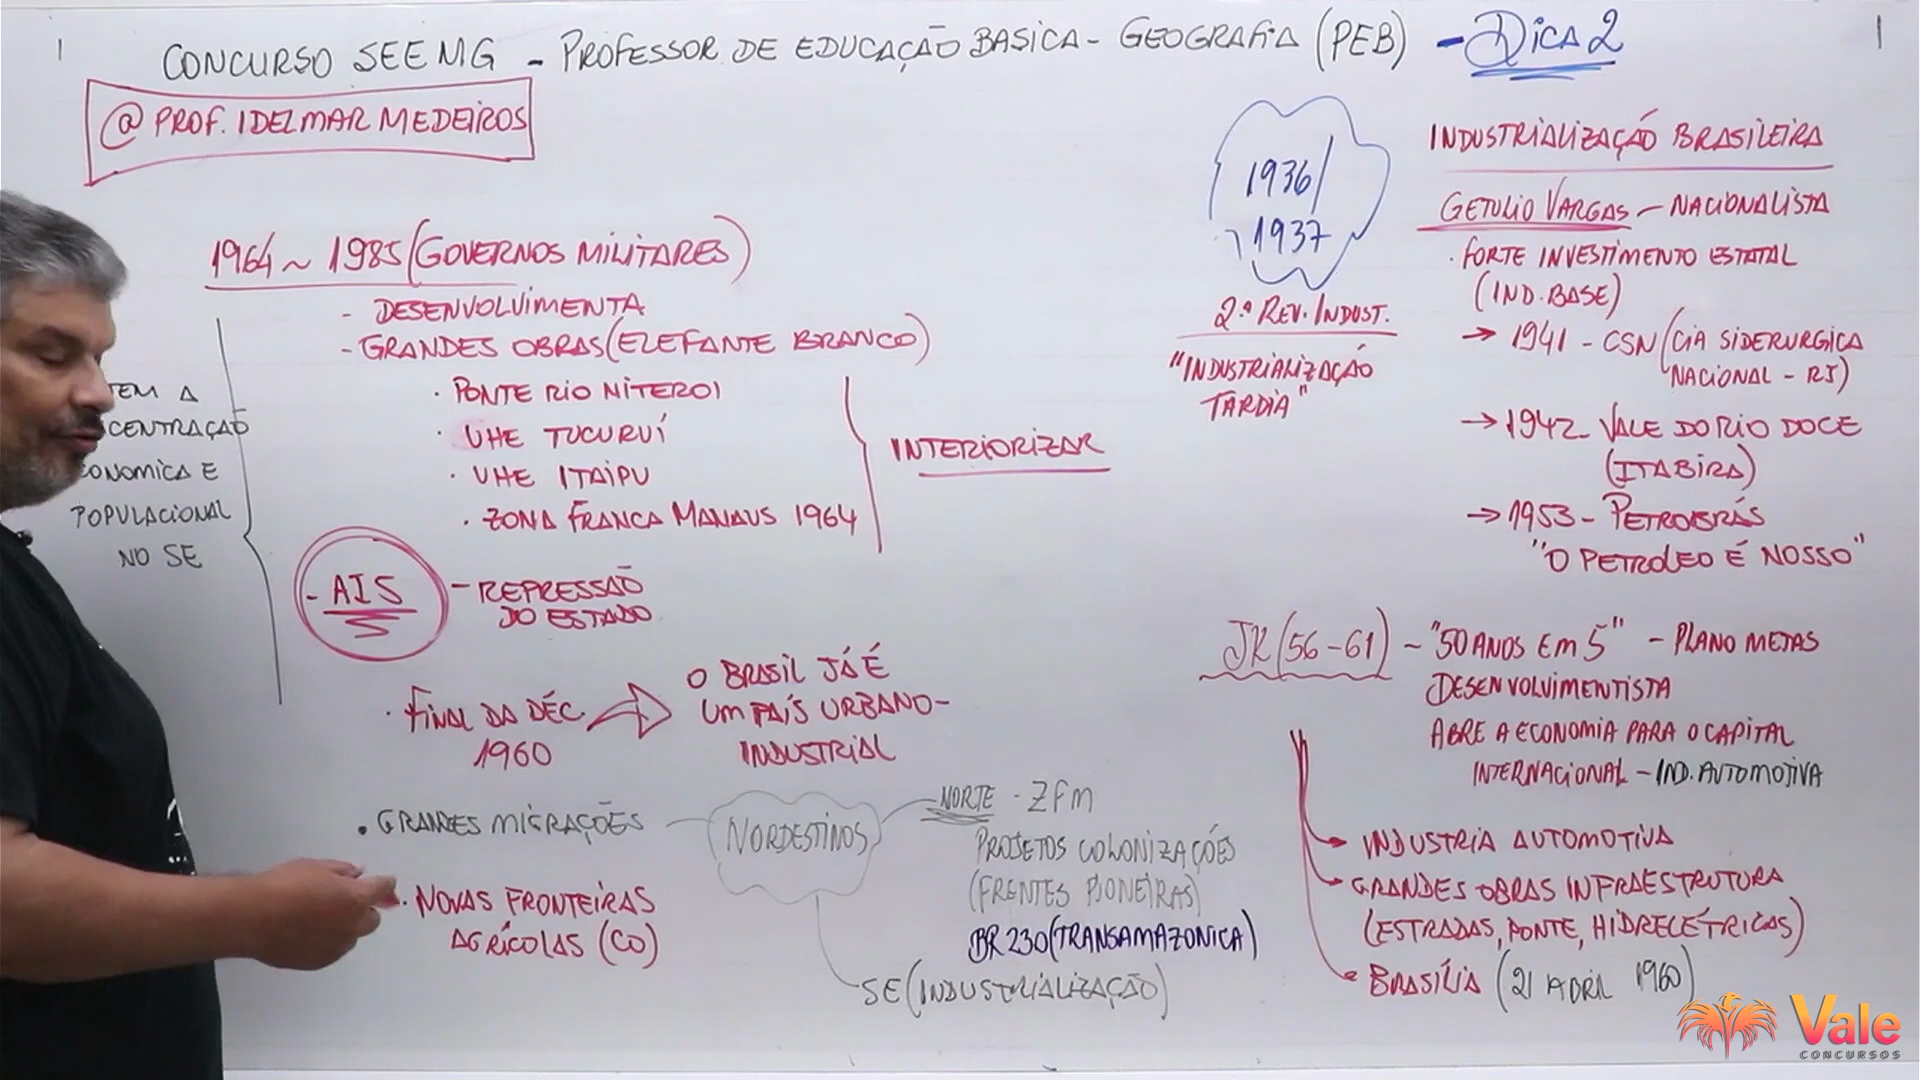 CONCURSO SEEMG - PROFESSOR DE EDUCAÇÃO BASICA - GEOGRAFIA (PEB) - DICA 2
@ PROF. IDELMAR MEDEIROS
1964 ~ 1985 (GOVERNOS MILITARES)
- DESENVOLVIMENTA
- GRANDES OBRAS (ELEFANTE BRANCO)
· PONTE RIO NITEROI
· UHE TUCURUÍ
· UHE ITAIPU
· ZONA FRANCA MANAUS 1964
INTERIORIZAR
TEM A
CENTRAÇÃO
ONOMICA E
POPULACIONAL
NO SE
- AI5 - REPRESSÃO
DO ESTADO
· FINAL DA DÉC.
1960
O BRASIL JÁ É
UM PAÍS URBANO-
INDUSTRIAL
· GRANDES MIGRAÇÕES
NORDESTINOS
NORTE - ZFM
PROJETOS COLONIZAÇÕES
(FRENTES PIONEIRAS)
BR 230 (TRANSAMAZONICA)
SE (INDUSTRIALIZAÇÃO)
· NOVAS FRONTEIRAS
AGRÍCOLAS (CO)
1936/
1937
2ª REV. INDUST.
"INDUSTRIALIZAÇÃO
TARDIA"
INDUSTRIALIZAÇÃO BRASILEIRA
GETULIO VARGAS - NACIONALISTA
· FORTE INVESTIMENTO ESTATAL
(IND. BASE)
→ 1941 - CSN (CIA SIDERURGICA
NACIONAL - RJ)
→ 1942 - VALE DO RIO DOCE
(ITABIRA)
→ 1953 - PETROBRÁS
"O PETROLEO É NOSSO"
JK (56-61) - "50 ANOS EM 5" - PLANO METAS
DESENVOLVIMENTISTA
ABRE A ECONOMIA PARA O CAPITAL
INTERNACIONAL - IND. AUTOMOTIVA
INDUSTRIA AUTOMOTIVA
GRANDES OBRAS INFRAESTRUTURA
(ESTRADAS, PONTE, HIDRELÉTRICAS)
BRASÍLIA (21 ABRIL 1960)
Vale
CONCURSOS